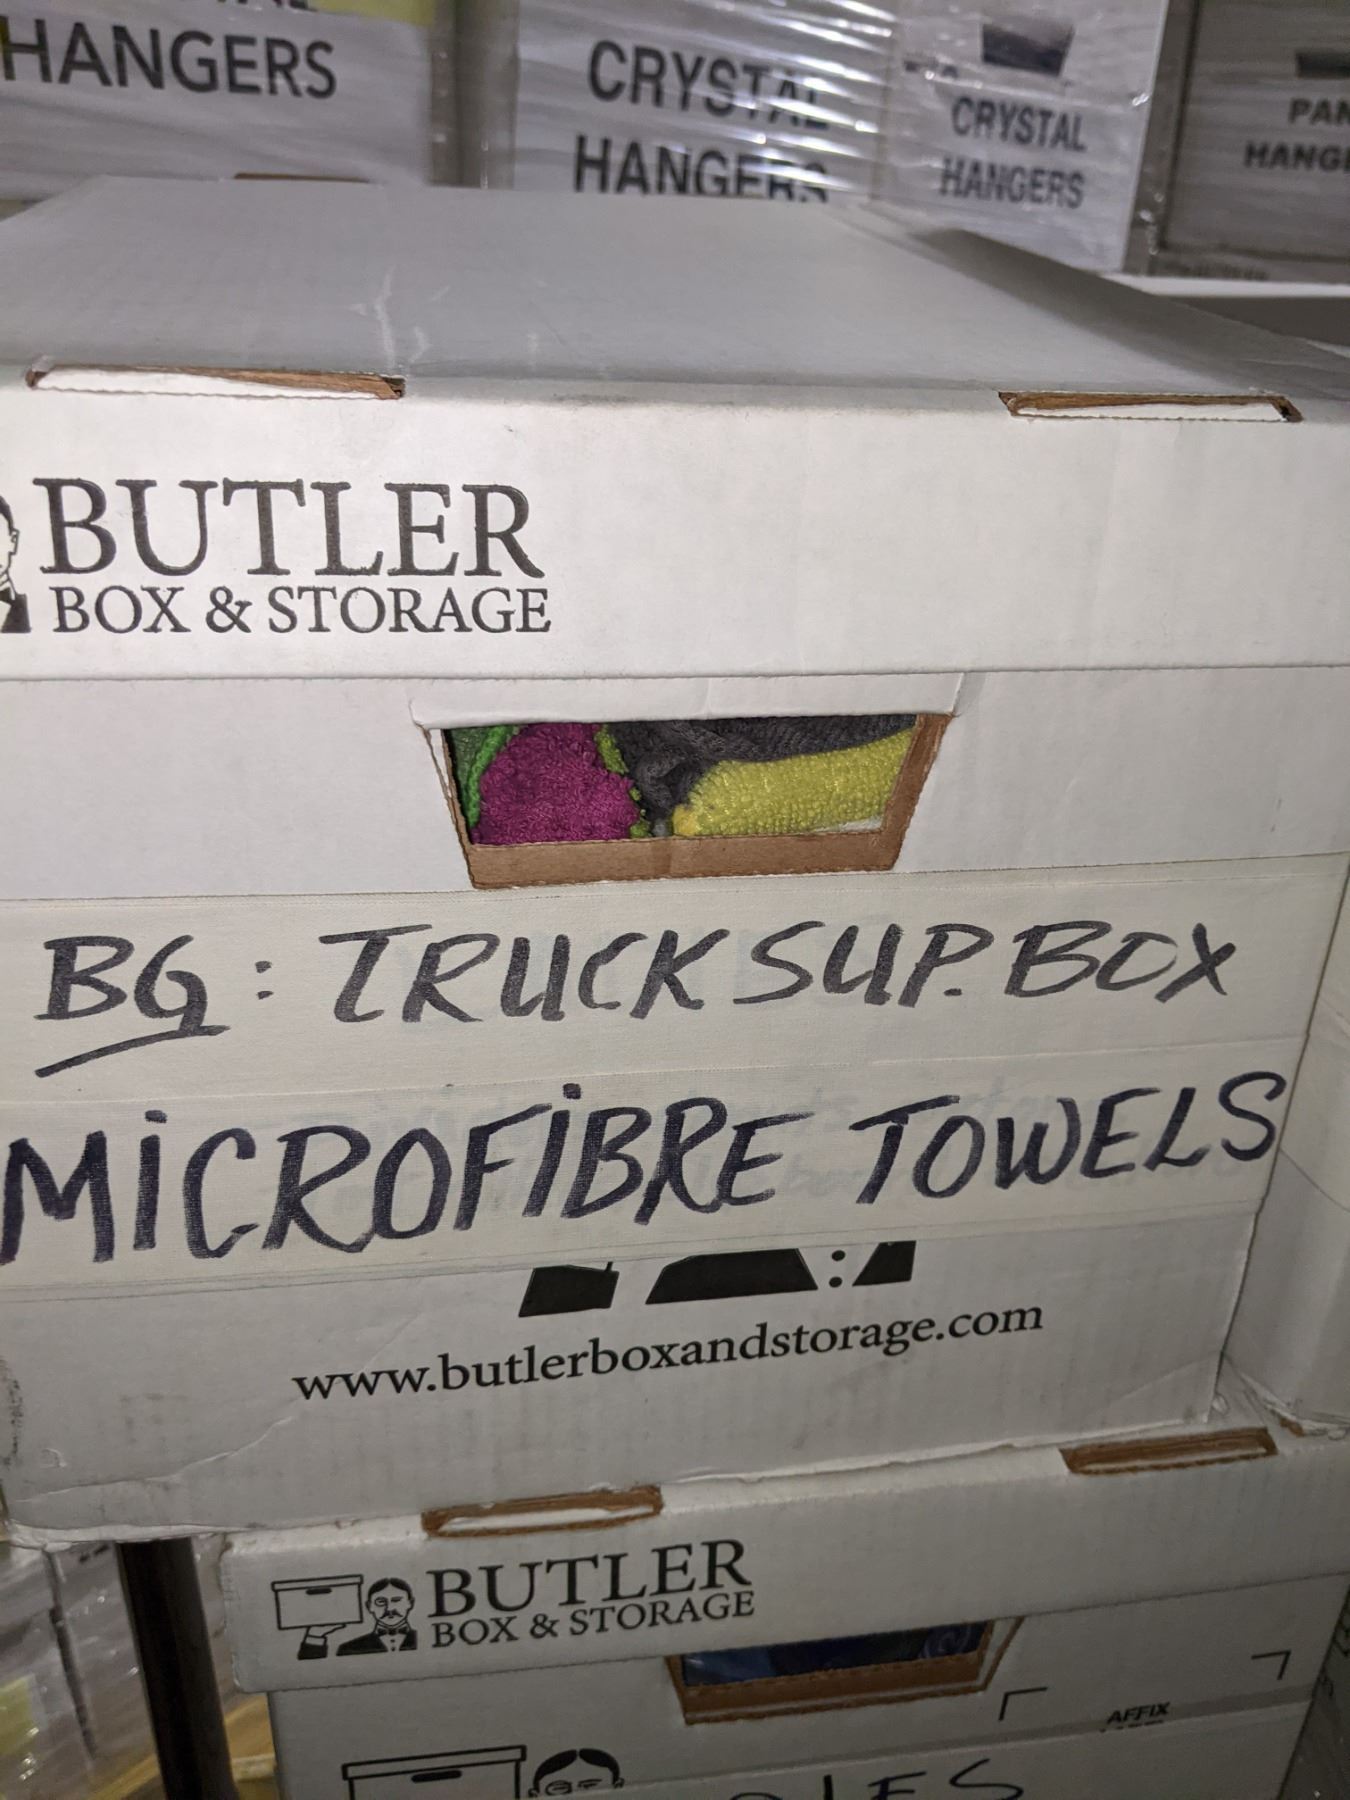 HANGERS
CRYSTAL
HANGERS
CRYSTAL
HANGERS
BUTLER
BOX & STORAGE
BG: TRUCK SUP. BOX
MICROFIBRE TOWELS
www.butlerboxandstorage.com
BUTLER
BOX & STORAGE
AFFIX